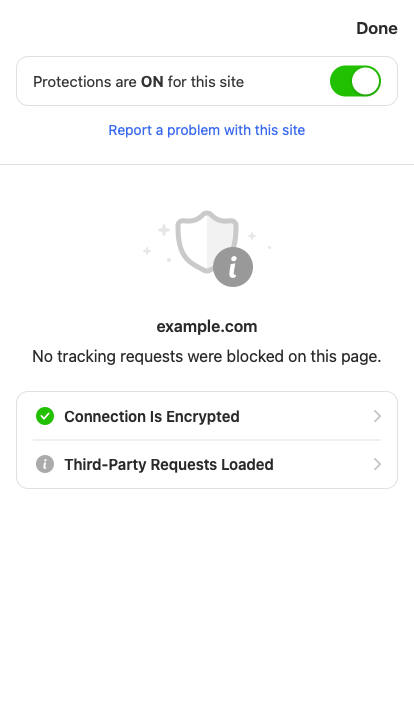 Done
Protections are ON for this site
Report a problem with this site
example.com
No tracking requests were blocked on this page.
Connection Is Encrypted
Third-Party Requests Loaded